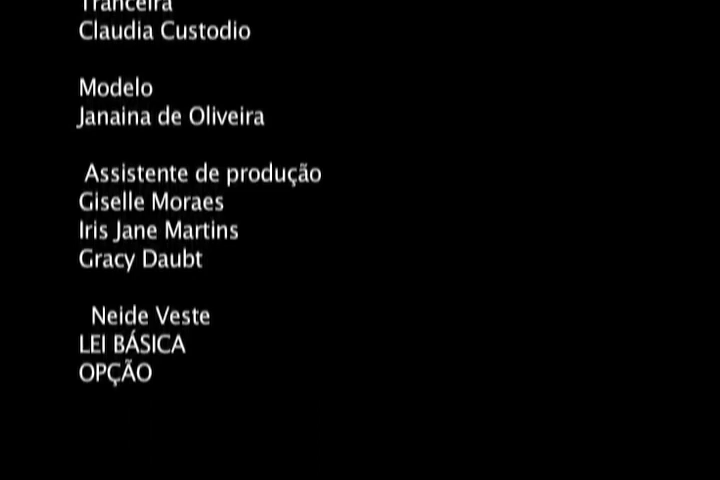 Tranceira
Claudia Custodio
Modelo
Janaina de Oliveira
Assistente de produção
Giselle Moraes
Iris Jane Martins
Gracy Daubt
Neide Veste
LEI BÁSICA
OPÇÃO